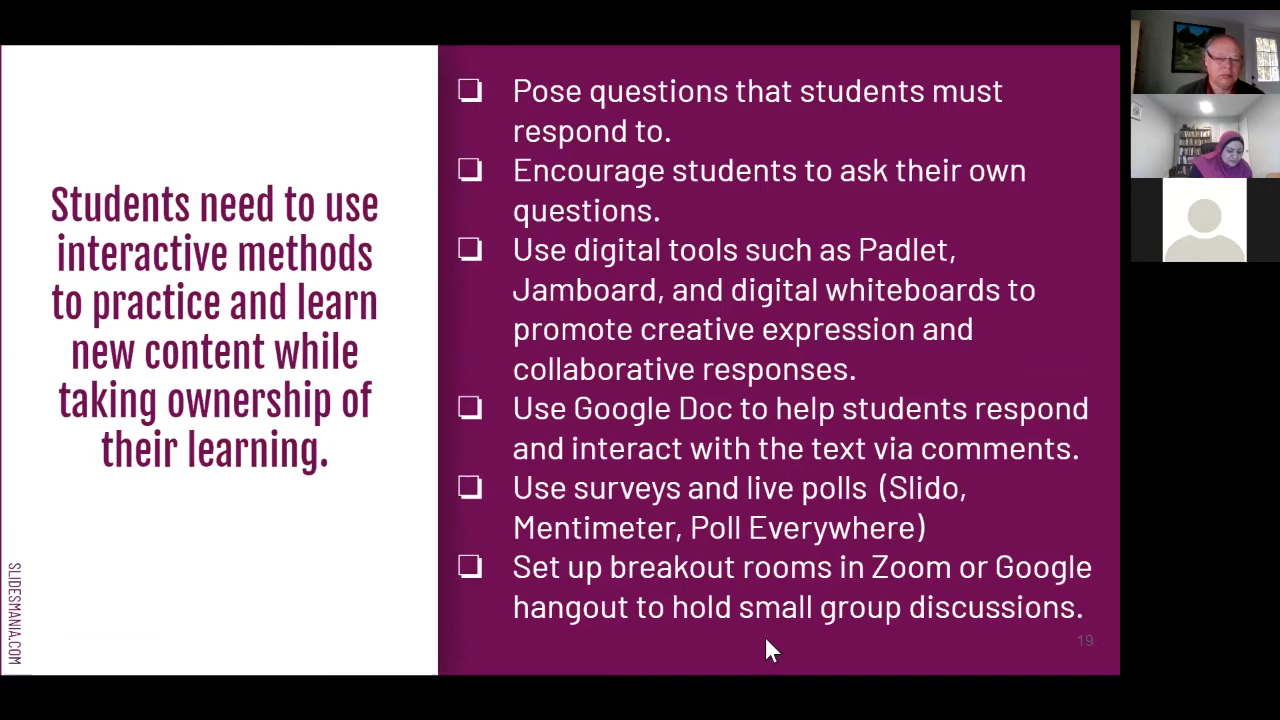 Students need to use
interactive methods
to practice and learn
new content while
taking ownership of
their learning.
SLIDESMANIA.COM
Pose questions that students must
respond to.
Encourage students to ask their own
questions.
Use digital tools such as Padlet,
Jamboard, and digital whiteboards to
promote creative expression and
collaborative responses.
Use Google Doc to help students respond
and interact with the text via comments.
Use surveys and live polls (Slido,
Mentimeter, Poll Everywhere)
Set up breakout rooms in Zoom or Google
hangout to hold small group discussions.
19